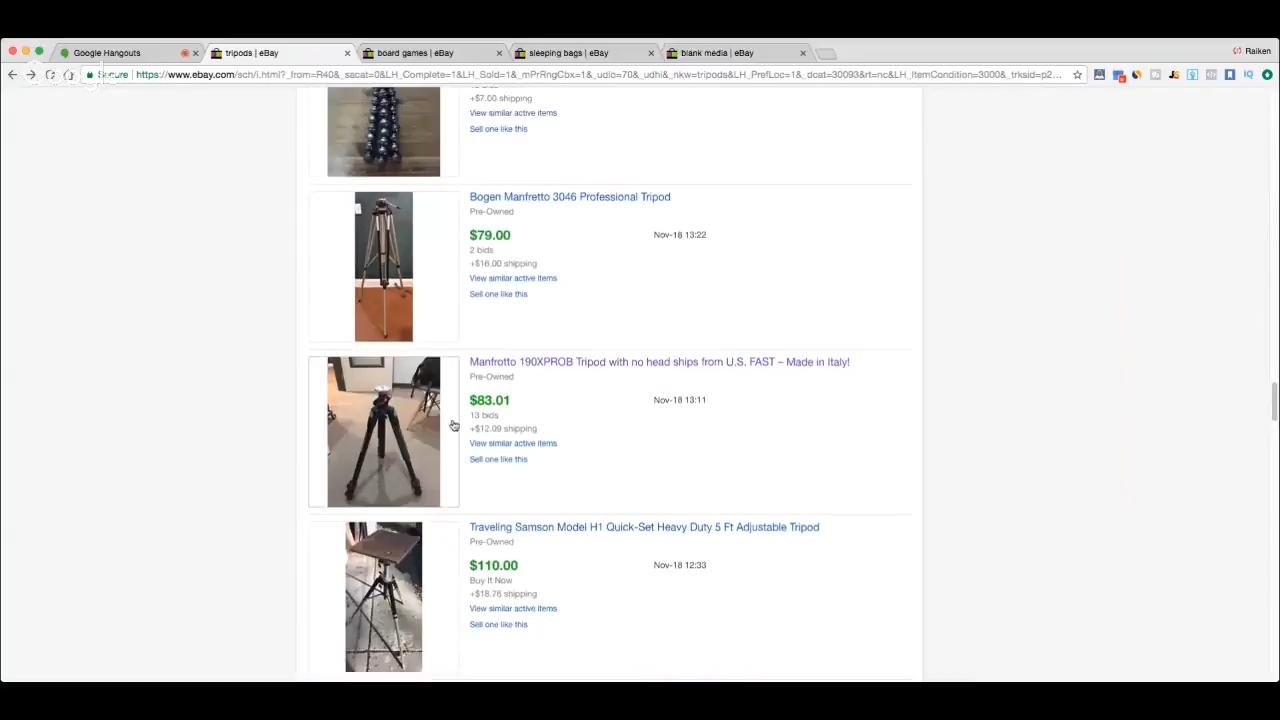 Google Hangouts
tripods | eBay
board games | eBay
sleeping bags | eBay
blank media | eBay
Raiken
Secure
https://www.ebay.com/sch/i.html?_from=R40&_sacat=0&LH_Complete=1&LH_Sold=1&_mPrRngCbx=1&_udlo=70&_udhi&_nkw=tripods&LH_PrefLoc=1&_dcat=30093&rt=nc&LH_ItemCondition=3000&_trksid=p2...
+$7.00 shipping
View similar active items
Sell one like this
Bogen Manfretto 3046 Professional Tripod
Pre-Owned
$79.00
Nov-18 13:22
2 bids
+$16.00 shipping
View similar active items
Sell one like this
Manfrotto 190XPROB Tripod with no head ships from U.S. FAST – Made in Italy!
Pre-Owned
$83.01
Nov-18 13:11
13 bids
+$12.09 shipping
View similar active items
Sell one like this
Traveling Samson Model H1 Quick-Set Heavy Duty 5 Ft Adjustable Tripod
Pre-Owned
$110.00
Nov-18 12:33
Buy It Now
+$18.76 shipping
View similar active items
Sell one like this